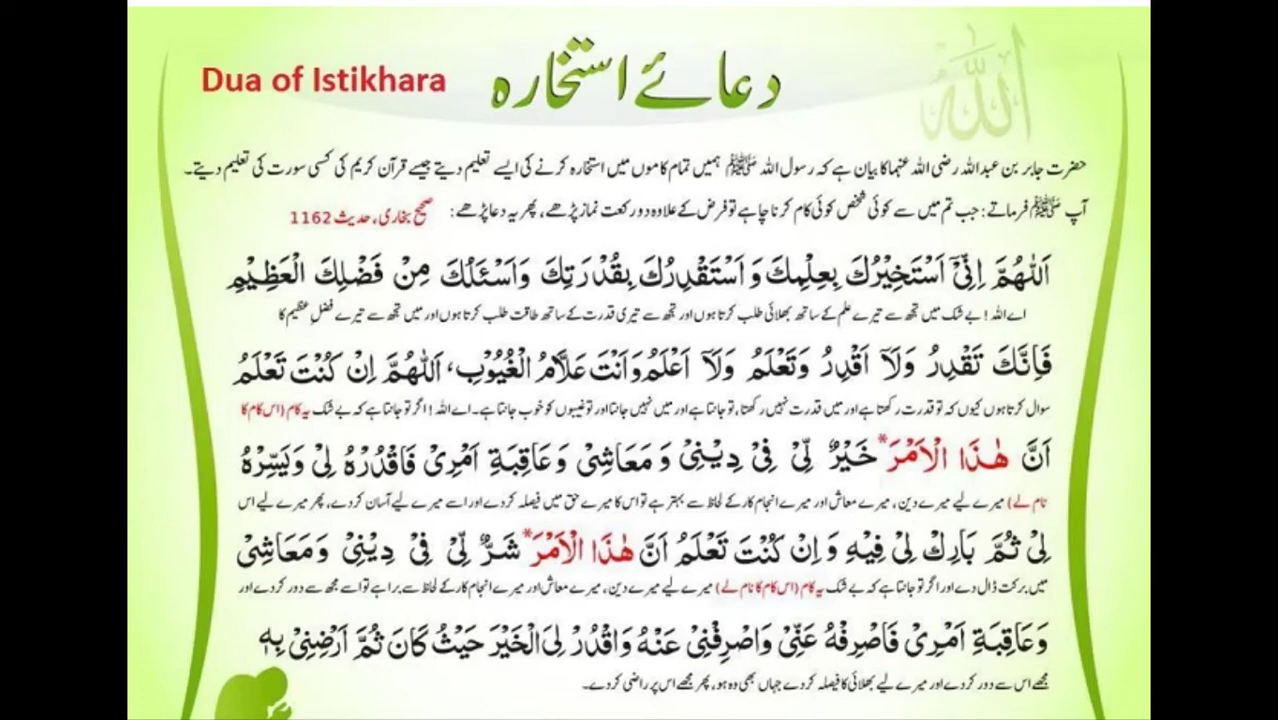 Dua of Istikhara
دعائے استخارہ
الله
حضرت جابر بن عبداللہ رضی اللہ عنہما کا بیان ہے کہ رسول اللہ ﷺ ہمیں تمام کاموں میں استخارہ کرنے کی ایسے تعلیم دیتے جیسے قرآن کریم کی کسی سورت کی تعلیم دیتے۔
آپ ﷺ فرماتے: جب تم میں سے کوئی شخص کوئی کام کرنا چاہے تو فرض کے علاوہ دو رکعت نماز پڑھے، پھر یہ دعا پڑھے: صحیح بخاری، حدیث 1162
اَللّٰهُمَّ اِنِّیْۤ اَسْتَخِیْرُكَ بِعِلْمِكَ وَ اَسْتَقْدِرُكَ بِقُدْرَتِكَ وَاَسْئَلُكَ مِنْ فَضْلِكَ الْعَظِیْمِ
اے اللہ! بے شک میں تجھ سے تیرے علم کے ساتھ بھلائی طلب کرتا ہوں اور تجھ سے تیری قدرت کے ساتھ طاقت طلب کرتا ہوں اور میں تجھ سے تیرے فضلِ عظیم کا
فَاِنَّكَ تَقْدِرُ وَلَاۤ اَقْدِرُ وَتَعْلَمُ وَلَاۤ اَعْلَمُ وَاَنْتَ عَلَّامُ الْغُیُوْبِ، اَللّٰهُمَّ اِنْ كُنْتَ تَعْلَمُ
سوال کرتا ہوں کیوں کہ تو قدرت رکھتا ہے اور میں قدرت نہیں رکھتا، تو جانتا ہے اور میں نہیں جانتا اور تو غیبوں کو خوب جانتا ہے۔ اے اللہ! اگر تو جانتا ہے کہ بے شک یہ کام (اس کام کا
اَنَّ هٰذَا الْاَمْرَ* خَیْرٌ لِّیْ فِیْ دِیْنِیْ وَ مَعَاشِیْ وَ عَاقِبَةِ اَمْرِیْ فَاقْدُرْهُ لِیْ وَیَسِّرْهُ
نام لے) میرے لیے میرے دین، میرے معاش اور میرے انجام کار کے لحاظ سے بہتر ہے تو اس کا میرے حق میں فیصلہ کر دے اور اسے میرے لیے آسان کر دے، پھر میرے لیے اس
لِیْ ثُمَّ بَارِكْ لِیْ فِیْهِ وَ اِنْ كُنْتَ تَعْلَمُ اَنَّ هٰذَا الْاَمْرَ* شَرٌّ لِّیْ فِیْ دِیْنِیْ وَمَعَاشِیْ
میں برکت ڈال دے اور اگر تو جانتا ہے کہ بے شک یہ کام (اس کام کا نام لے) میرے لیے میرے دین، میرے معاش اور میرے انجام کار کے لحاظ سے برا ہے تو اسے مجھ سے دور کر دے اور
وَعَاقِبَةِ اَمْرِیْ فَاصْرِفْهُ عَنِّیْ وَاصْرِفْنِیْ عَنْهُ وَاقْدُرْ لِیَ الْخَیْرَ حَیْثُ كَانَ ثُمَّ اَرْضِنِیْ بِهٖ
مجھے اس سے دور کر دے اور میرے لیے بھلائی کا فیصلہ کر دے جہاں بھی وہ ہو، پھر مجھے اس پر راضی کر دے۔